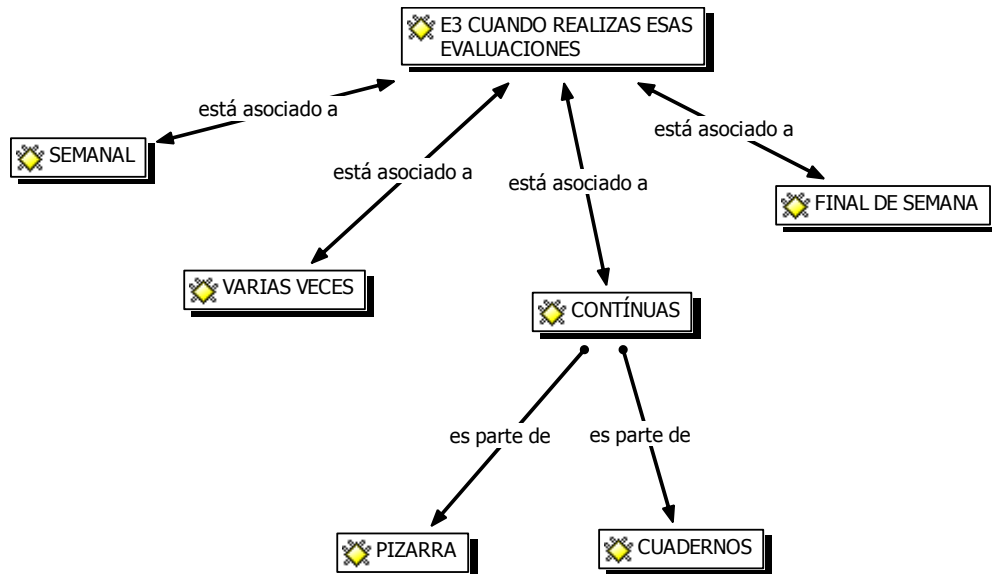 E3 CUANDO REALIZAS ESAS
EVALUACIONES
está asociado a
está asociado a
está asociado a
está asociado a
SEMANAL
FINAL DE SEMANA
VARIAS VECES
CONTÍNUAS
es parte de
es parte de
PIZARRA
CUADERNOS